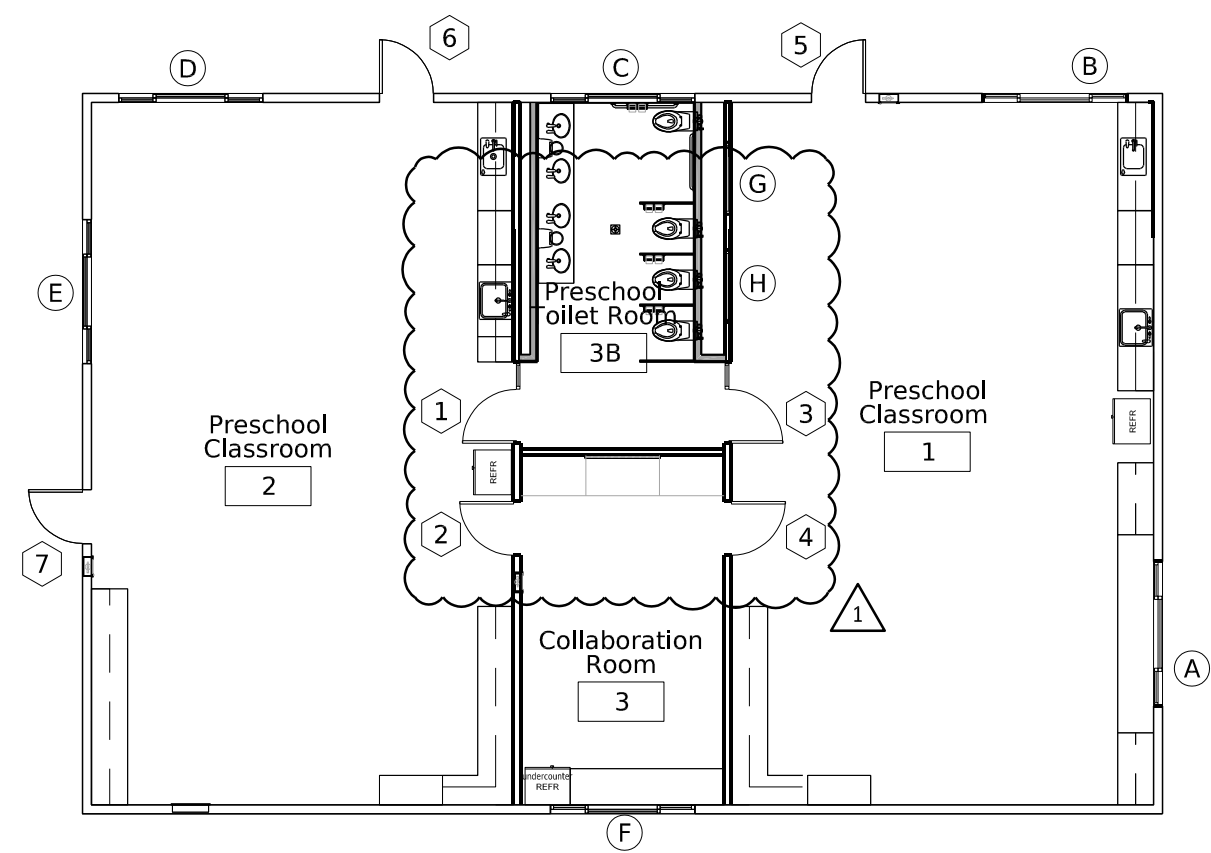 6
5
D
C
B
G
E
H
Preschool
Toilet Room
3B
1
3
Preschool
Classroom
1
REFR
Preschool
Classroom
2
REFR
2
4
7
1
Collaboration
Room
3
A
undercounter
REFR
F